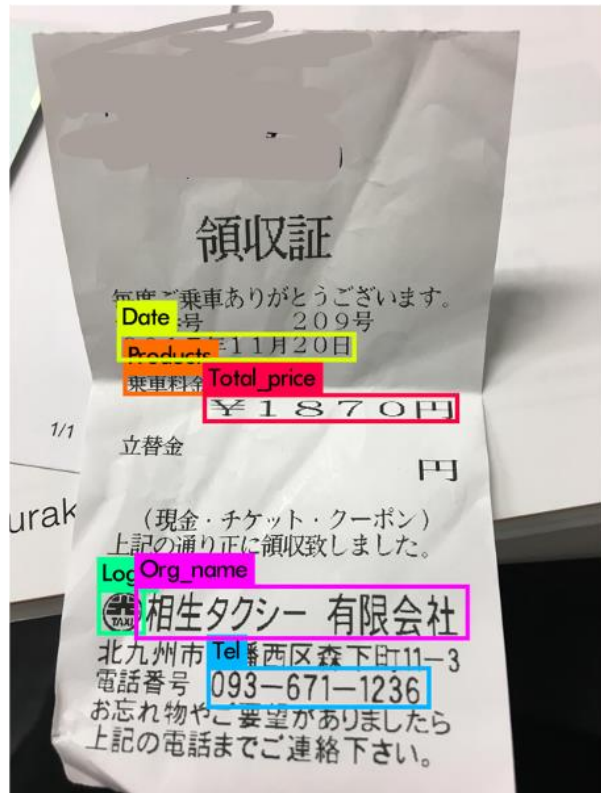 領収証
毎度ご乗車ありがとうございます。
Date
号 209号
年11月20日
Products
Total_price
乗車料金
¥1870円
1/1
立替金
円
(現金・チケット・クーポン)
上記の通り正に領収致しました。
Org_name
TAXI
相生タクシー 有限会社
Tel
北九州市 幡西区森下町11-3
電話番号 093-671-1236
お忘れ物やご要望がありましたら
上記の電話までご連絡下さい。